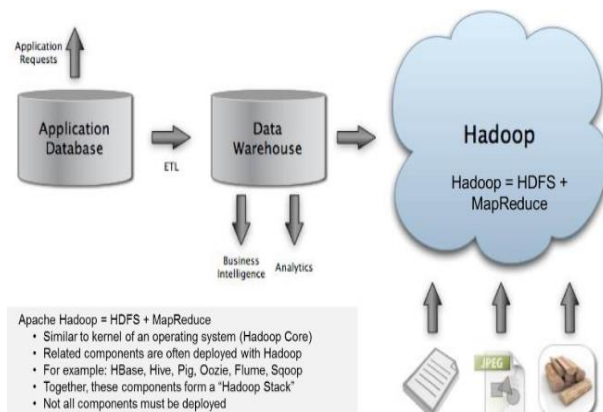 Application
Requests
Application
Database
ETL
Data
Warehouse
Business
Intelligence
Analytics
Hadoop
Hadoop = HDFS +
MapReduce
JPEG
Apache Hadoop = HDFS + MapReduce
• Similar to kernel of an operating system (Hadoop Core)
• Related components are often deployed with Hadoop
• For example: HBase, Hive, Pig, Oozie, Flume, Sqoop
• Together, these components form a “Hadoop Stack”
• Not all components must be deployed